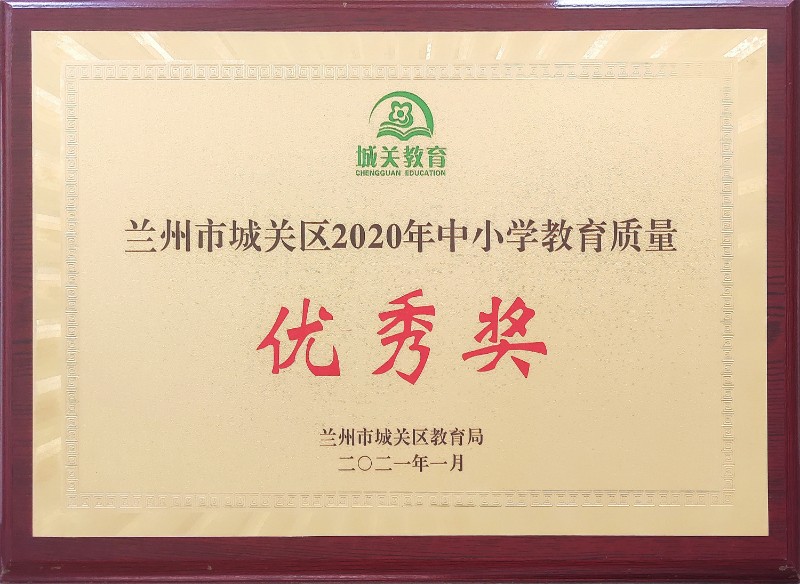 城关教育
CHENGGUAN EDUCATION
兰州市城关区2020年中小学教育质量
优秀奖
兰州市城关区教育局
二〇二一年一月